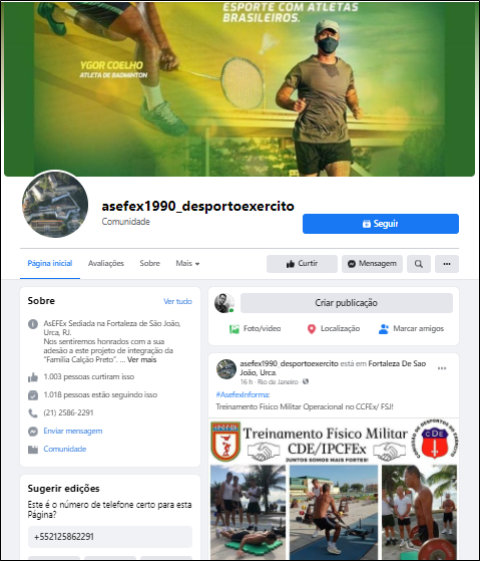 ESPORTE COM ATLETAS
BRASILEIROS.
YGOR COELHO
ATLETA DE BADMINTON
asefex1990_desportoexercito
Comunidade
Seguir
Página inicial
Avaliações
Sobre
Mais
Curtir
Mensagem
Sobre
Ver tudo
AsEFEx Sediada na Fortaleza de São João,
Urca, RJ.
Nos sentiremos honrados com a sua
adesão a este projeto de integração da
"Família Calção Preto". ... Ver mais
1.003 pessoas curtiram isso
1.018 pessoas estão seguindo isso
(21) 2586-2291
Enviar mensagem
Comunidade
Sugerir edições
Este é o número de telefone certo para esta
Página?
+552125862291
Criar publicação
Foto/vídeo
Localização
Marcar amigos
asefex1990_desportoexercito está em Fortaleza De Sao
João, Urca.
16 h · Rio de Janeiro ·
#AsefexInforma:
Treinamento Físico Militar Operacional no CCFEx/ FSJ!
IPCFEX
Treinamento Físico Militar
CDE/IPCFEx
JUNTOS SOMOS MAIS FORTES!
COMISSÃO DE DESPORTOS DO EXÉRCITO
CDE